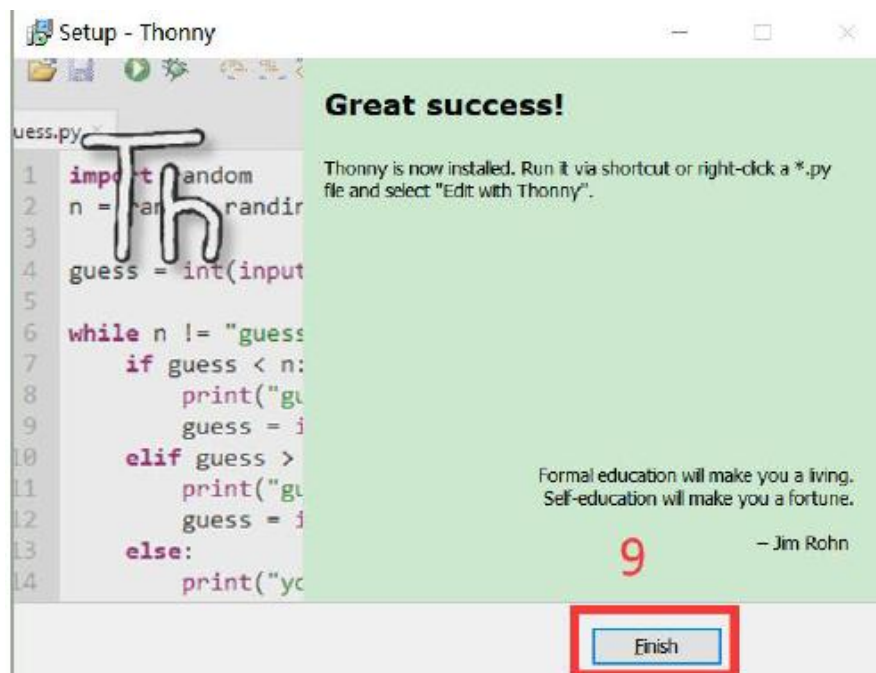 Setup - Thonny
Great success!
Thonny is now installed. Run it via shortcut or right-click a *.py
file and select "Edit with Thonny".
uess.py
Th
1 import random
2 n = randin
3
4 guess = int(input
5
6 while n != "guess
7 if guess < n:
8 print("gu
9 guess = i
10 elif guess >
11 print("gu
12 guess = i
13 else:
14 print("yo
Formal education will make you a living.
Self-education will make you a fortune.
– Jim Rohn
9
Finish